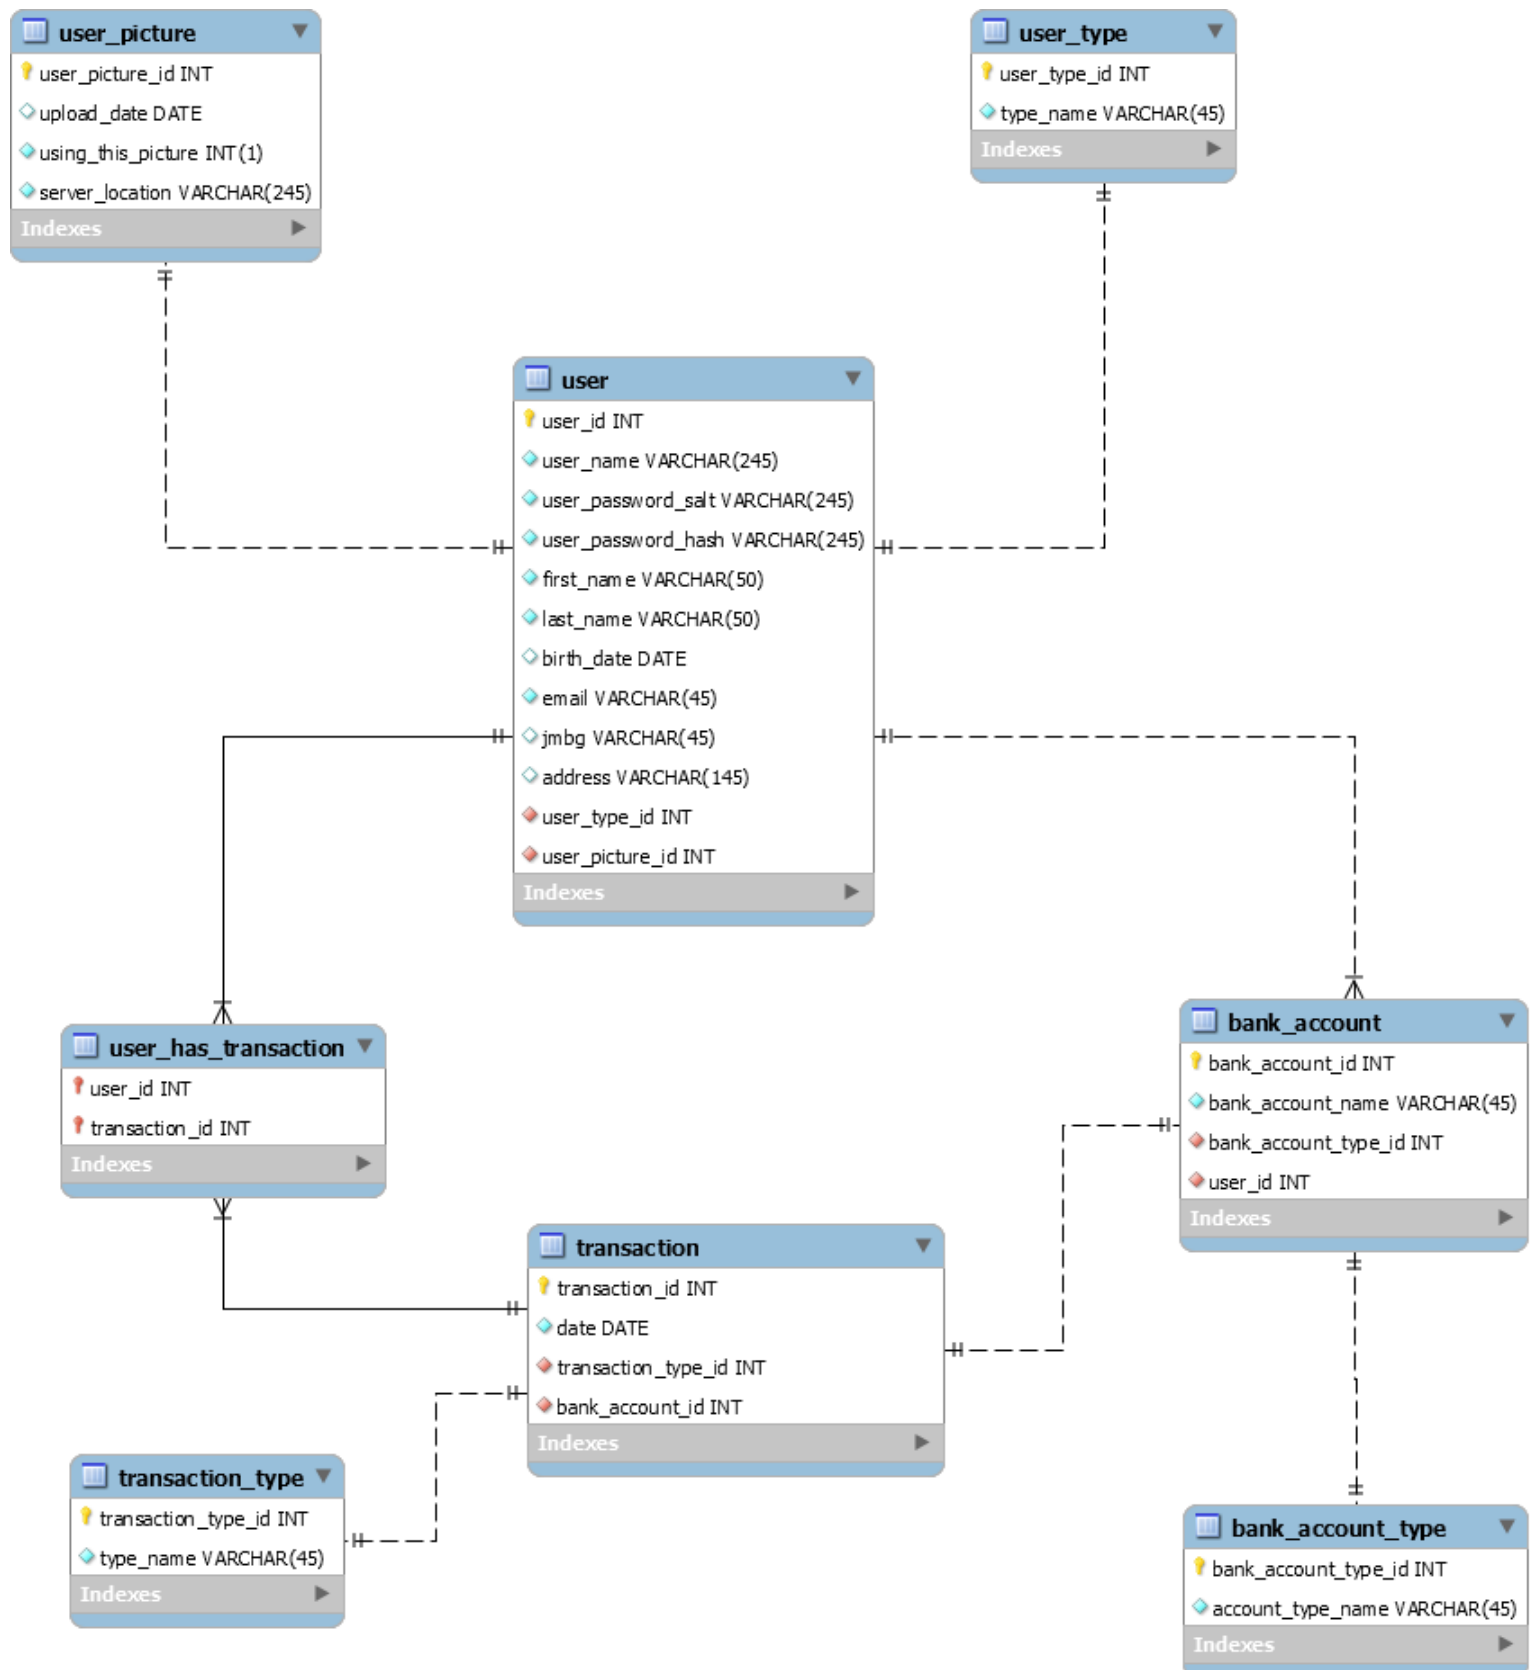 user_picture
user_picture_id INT
upload_date DATE
using_this_picture INT(1)
server_location VARCHAR(245)
Indexes
user_type
user_type_id INT
type_name VARCHAR(45)
Indexes
user
user_id INT
user_name VARCHAR(245)
user_password_salt VARCHAR(245)
user_password_hash VARCHAR(245)
first_name VARCHAR(50)
last_name VARCHAR(50)
birth_date DATE
email VARCHAR(45)
jmbg VARCHAR(45)
address VARCHAR(145)
user_type_id INT
user_picture_id INT
Indexes
user_has_transaction
user_id INT
transaction_id INT
Indexes
bank_account
bank_account_id INT
bank_account_name VARCHAR(45)
bank_account_type_id INT
user_id INT
Indexes
transaction
transaction_id INT
date DATE
transaction_type_id INT
bank_account_id INT
Indexes
transaction_type
transaction_type_id INT
type_name VARCHAR(45)
Indexes
bank_account_type
bank_account_type_id INT
account_type_name VARCHAR(45)
Indexes